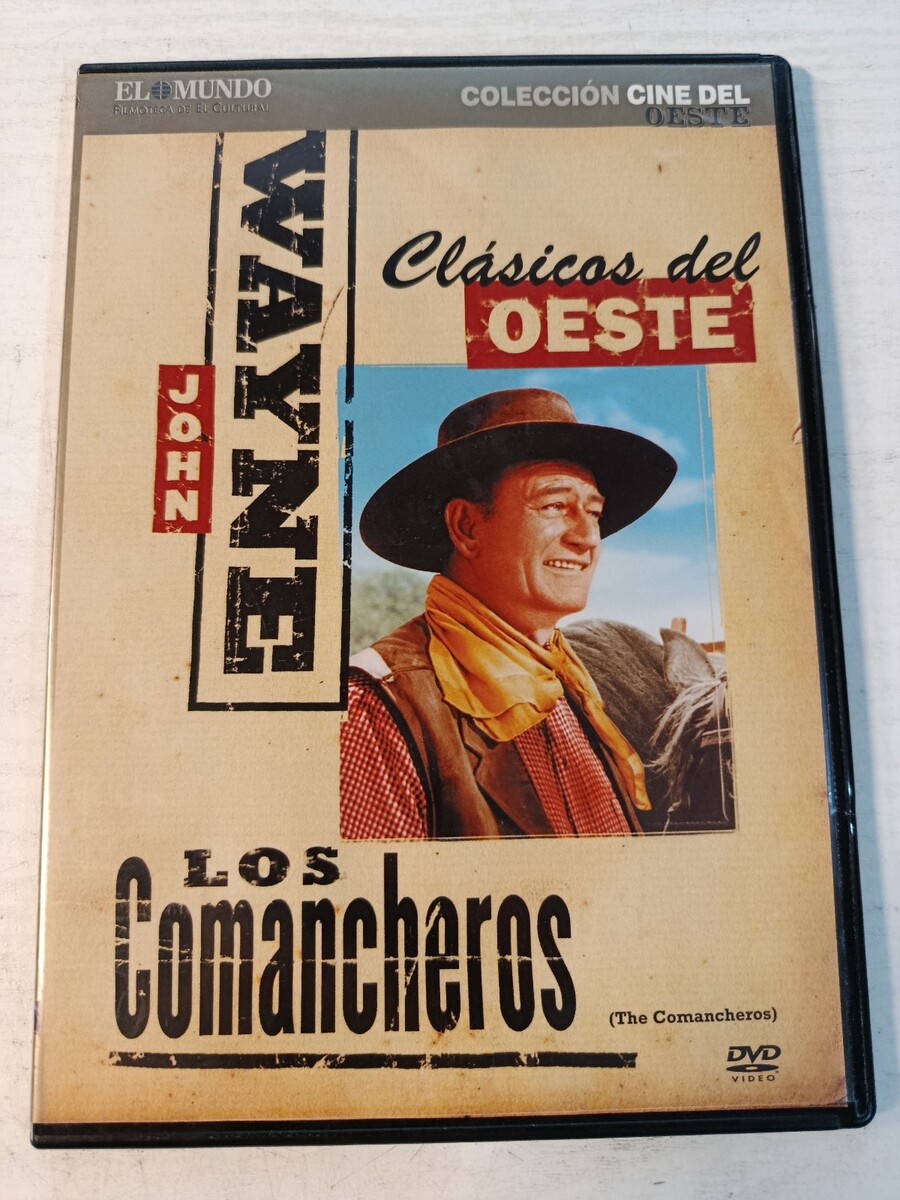 EL MUNDO
FILMOTECA DE EL CULTURAL
COLECCIÓN CINE DEL
OESTE
JOHN
WAYNE
Clásicos del
OESTE
LOS
Comancheros
(The Comancheros)
DVD
VIDEO